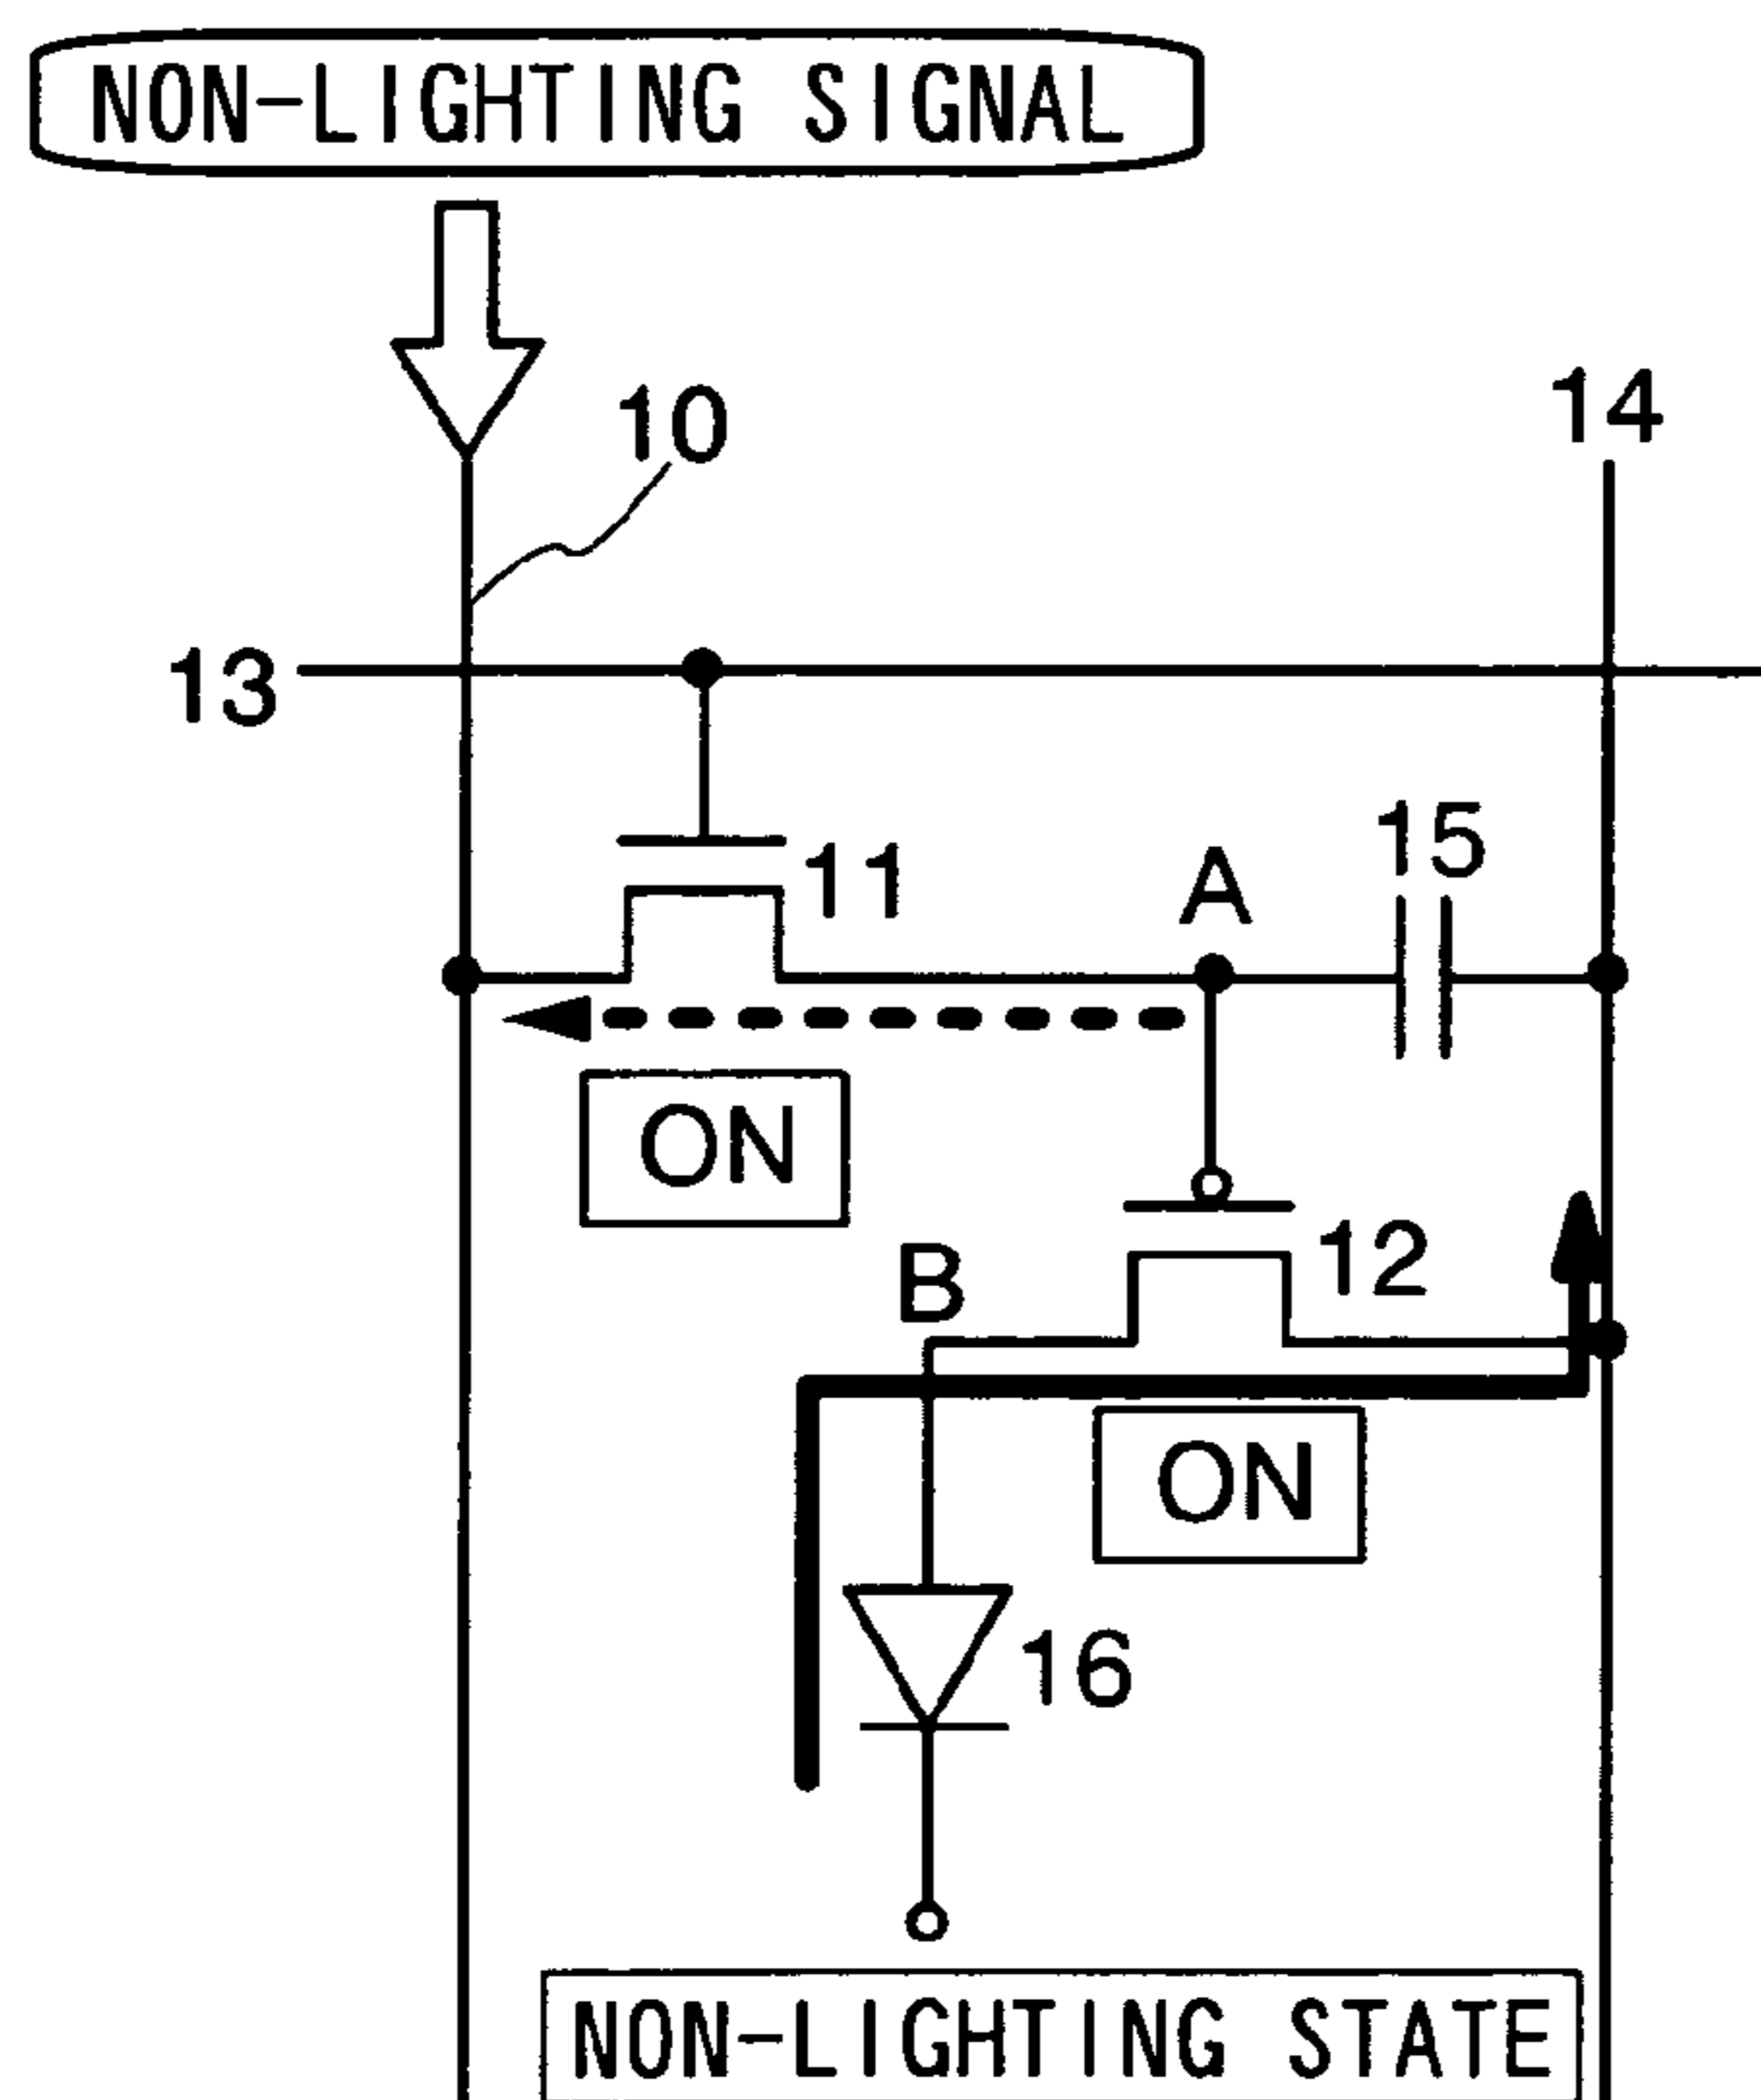 NON-LIGHTING SIGNAL
10
14
13
15
11
A
ON
12
B
ON
16
NON-LIGHTING STATE